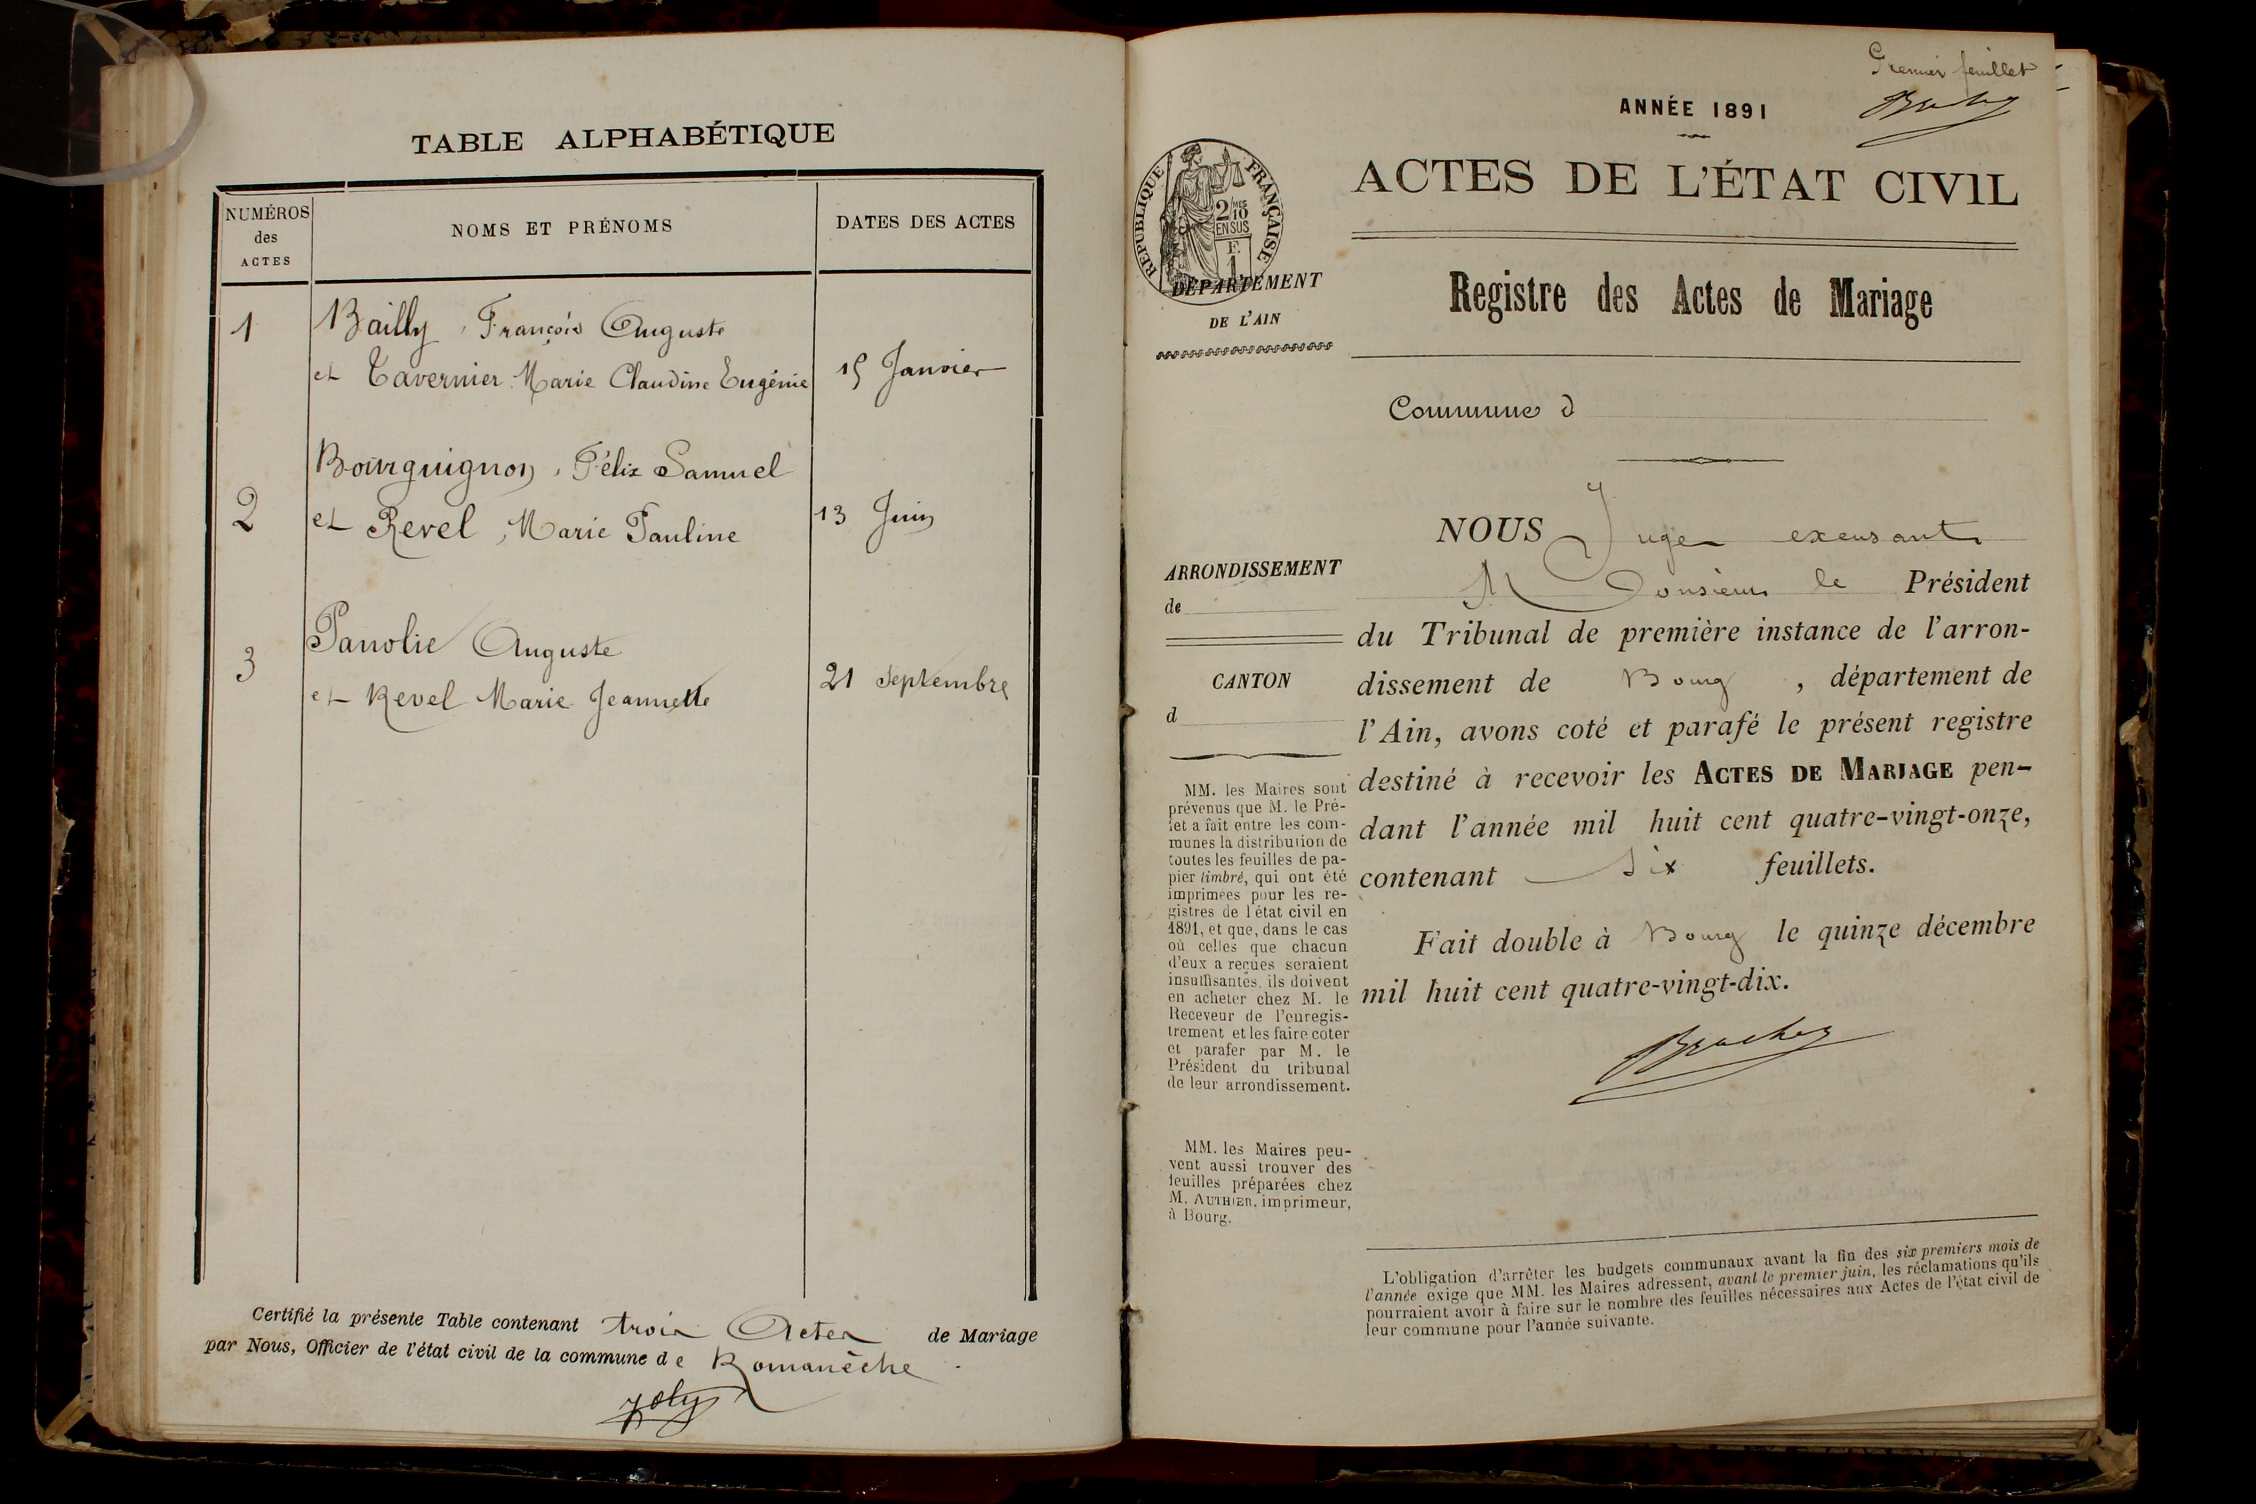 TABLE ALPHABÉTIQUE
NUMÉROS
des
ACTES
NOMS ET PRÉNOMS
DATES DES ACTES
1
Bailly, François Auguste
et Tavernier Marie Claudine Eugénie
15 Janvier
2
Bourguignon, Félix Samuel
et Revel, Marie Pauline
13 Juin
3
Panolie Auguste
et Revel Marie Jeannette
21 Septembre
Certifié la présente Table contenant trois Actes de Mariage
par Nous, Officier de l'état civil de la commune de Romanèche.
Joly
Premier feuillet
ANNÉE 1891
RÉPUBLIQUE FRANÇAISE
2/10 MES
EN SUS
F.
1
ACTES DE L'ÉTAT CIVIL
DÉPARTEMENT
DE L'AIN
Registre des Actes de Mariage
Commune d
ARRONDISSEMENT
de
CANTON
d
MM. les Maires sont
prévenus que M. le Pré-
fet a fait entre les com-
munes la distribution de
toutes les feuilles de pa-
pier timbré, qui ont été
imprimées pour les re-
gistres de l'état civil en
1891, et que, dans le cas
où celles que chacun
d'eux a reçues seraient
insuffisantes, ils doivent
en acheter chez M. le
Receveur de l'enregis-
trement et les faire coter
et parafer par M. le
Président du tribunal
de leur arrondissement.
MM. les Maires peu-
vent aussi trouver des
feuilles préparées chez
M. AUTHIER, imprimeur,
à Bourg.
NOUS Juge excusant
Monsieur le Président
du Tribunal de première instance de l'arron-
dissement de Bourg, département de
l'Ain, avons coté et parafé le présent registre
destiné à recevoir les ACTES DE MARIAGE pen-
dant l'année mil huit cent quatre-vingt-onze,
contenant six feuillets.
Fait double à Bourg le quinze décembre
mil huit cent quatre-vingt-dix.
L'obligation d'arrêter les budgets communaux avant la fin des six premiers mois de
l'année exige que MM. les Maires adressent, avant le premier juin, les réclamations qu'ils
pourraient avoir à faire sur le nombre des feuilles nécessaires aux Actes de l'état civil de
leur commune pour l'année suivante.